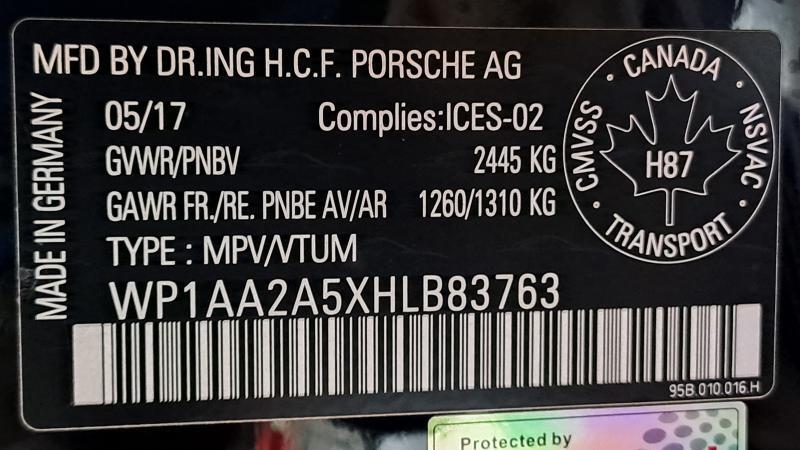 MFD BY DR.ING H.C.F. PORSCHE AG
MADE IN GERMANY
05/17 Complies:ICES-02
GVWR/PNBV 2445 KG
GAWR FR./RE. PNBE AV/AR 1260/1310 KG
TYPE : MPV/VTUM
WP1AA2A5XHLB83763
CANADA
NSVAC
TRANSPORT
CMVSS
H87
95B.010.016.H
Protected by